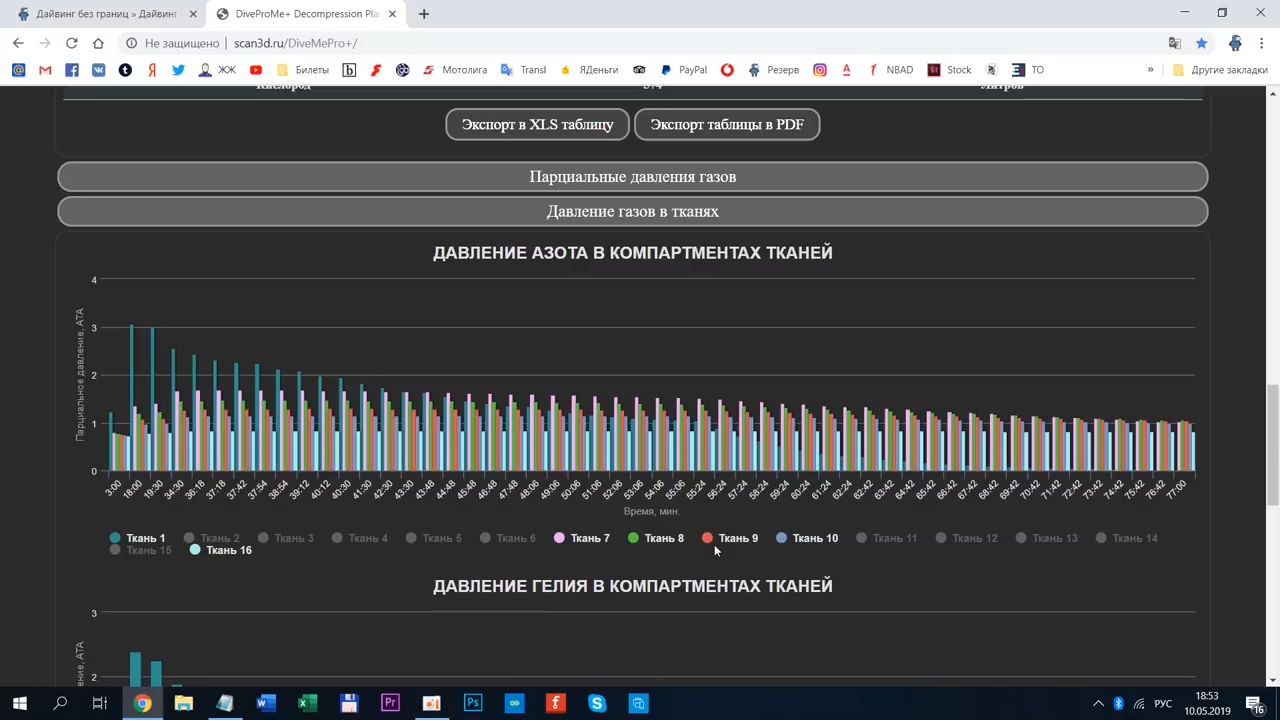 Дайвинг без границ » Дайвинг
DiveProMe+ Decompression Pla
Не защищено
scan3d.ru/DiveMePro+/
ЖЖ
Билеты
Мотолига
Transl
ЯДеньги
PayPal
Резерв
NBAD
Stock
ТО
»
Другие закладки
Кислород 374 Литров
Экспорт в XLS таблицу Экспорт таблицы в PDF
Парциальные давления газов
Давление газов в тканях
ДАВЛЕНИЕ АЗОТА В КОМПАРТМЕНТАХ ТКАНЕЙ
Парциальное давление, АТА
4
3
2
1
0
3:00 18:00 19:30 34:30 36:18 37:18 37:42 37:54 38:54 39:12 40:12 40:30 41:30 42:30 43:30 43:48 44:48 45:48 46:48 47:48 48:06 49:06 50:06 51:06 52:06 53:06 54:06 55:06 55:24 56:24 57:24 58:24 59:24 60:24 61:24 62:24 62:42 63:42 64:42 65:42 66:42 67:42 68:42 69:42 70:42 71:42 72:42 73:42 74:42 75:42 76:42 77:00
Время, мин.
Ткань 1 Ткань 2 Ткань 3 Ткань 4 Ткань 5 Ткань 6 Ткань 7 Ткань 8 Ткань 9 Ткань 10 Ткань 11 Ткань 12 Ткань 13 Ткань 14
Ткань 15 Ткань 16
ДАВЛЕНИЕ ГЕЛИЯ В КОМПАРТМЕНТАХ ТКАНЕЙ
3
2
ние, АТА
РУС
18:53
10.05.2019
16